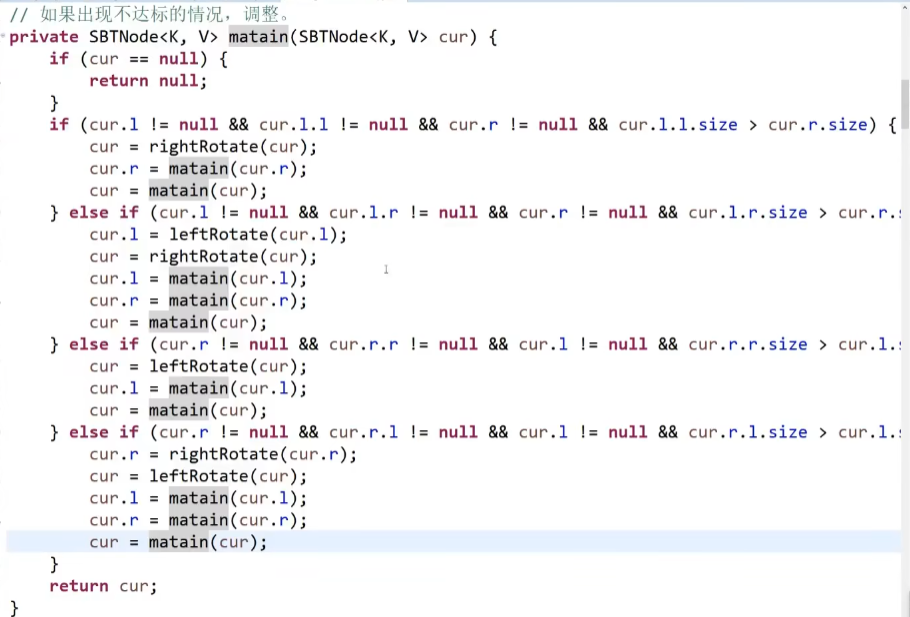 // 如果出现不达标的情况，调整。
private SBTNode<K, V> matain(SBTNode<K, V> cur) {
if (cur == null) {
return null;
}
if (cur.l != null && cur.l.l != null && cur.r != null && cur.l.l.size > cur.r.size) {
cur = rightRotate(cur);
cur.r = matain(cur.r);
cur = matain(cur);
} else if (cur.l != null && cur.l.r != null && cur.r != null && cur.l.r.size > cur.r.
cur.l = leftRotate(cur.l);
cur = rightRotate(cur);
cur.l = matain(cur.l);
cur.r = matain(cur.r);
cur = matain(cur);
} else if (cur.r != null && cur.r.r != null && cur.l != null && cur.r.r.size > cur.l.
cur = leftRotate(cur);
cur.l = matain(cur.l);
cur = matain(cur);
} else if (cur.r != null && cur.r.l != null && cur.l != null && cur.r.l.size > cur.l.
cur.r = rightRotate(cur.r);
cur = leftRotate(cur);
cur.l = matain(cur.l);
cur.r = matain(cur.r);
cur = matain(cur);
}
return cur;
}